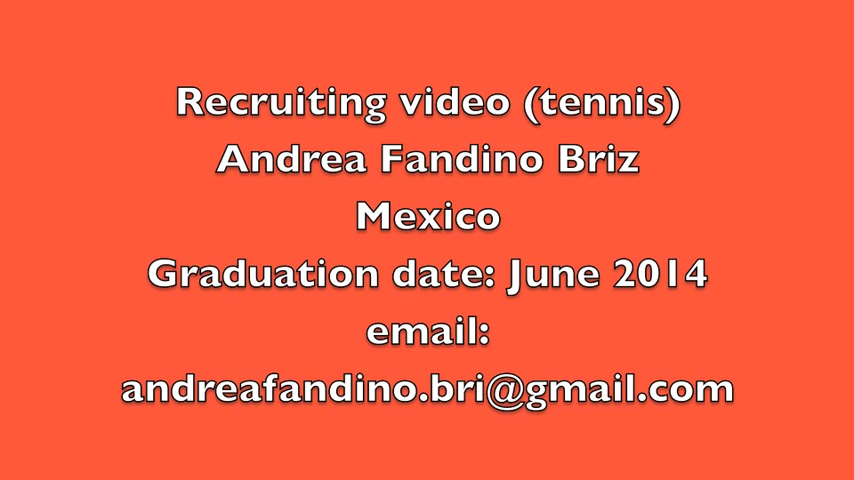 Recruiting video (tennis)
Andrea Fandino Briz
Mexico
Graduation date: June 2014
email:
andreafandino.bri@gmail.com